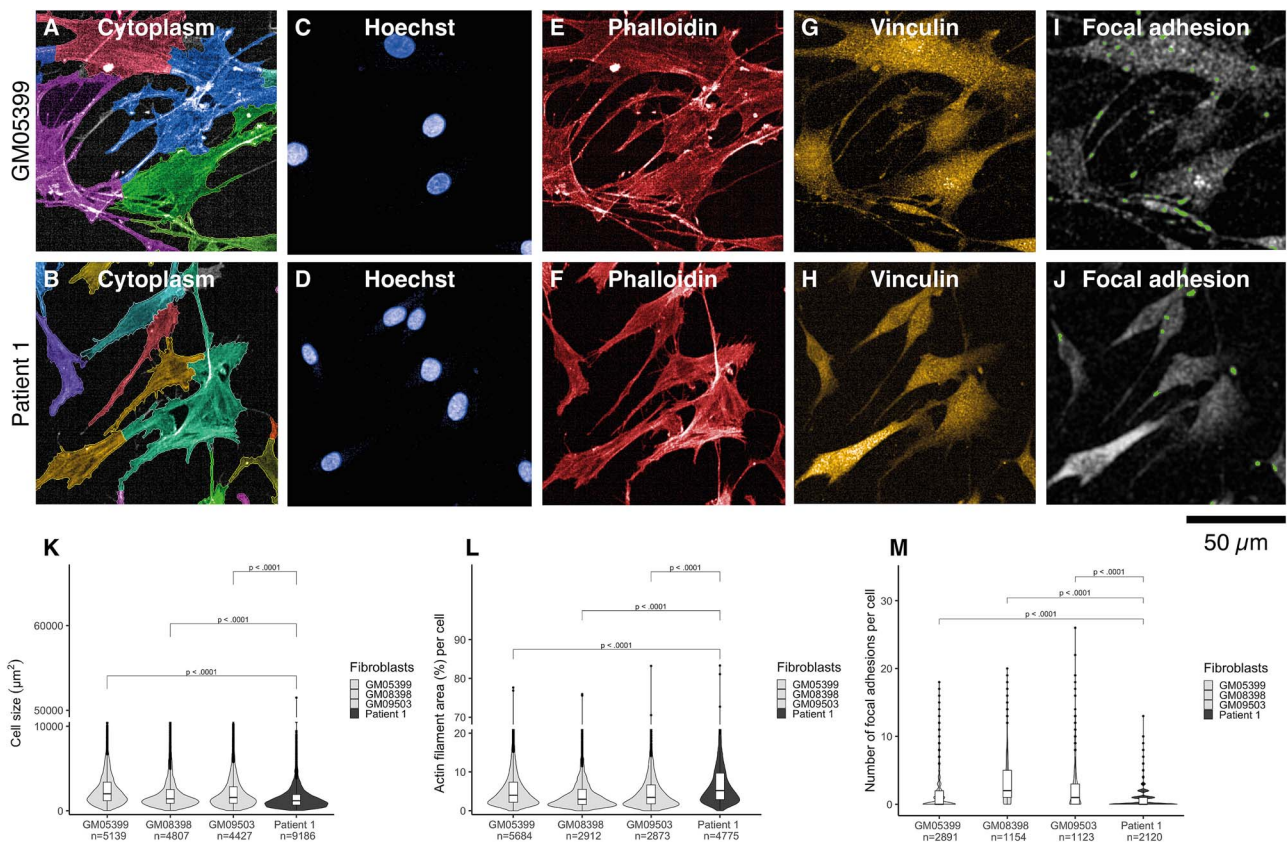 A Cytoplasm
C Hoechst
E Phalloidin
G Vinculin
I Focal adhesion
GM05399
B Cytoplasm
D Hoechst
F Phalloidin
H Vinculin
J Focal adhesion
Patient 1
50 µm
K
Cell size (µm²)
60000
50000
10000
5000
0
p < .0001
p < .0001
p < .0001
GM05399
n=5139
GM08398
n=4807
GM09503
n=4427
Patient 1
n=9186
Fibroblasts
GM05399
GM08398
GM09503
Patient 1
L
Actin filament area (%) per cell
90
80
70
20
10
0
p < .0001
p < .0001
p < .0001
GM05399
n=5684
GM08398
n=2912
GM09503
n=2873
Patient 1
n=4775
Fibroblasts
GM05399
GM08398
GM09503
Patient 1
M
Number of focal adhesions per cell
30
20
10
0
p < .0001
p < .0001
p < .0001
GM05399
n=2891
GM08398
n=1154
GM09503
n=1123
Patient 1
n=2120
Fibroblasts
GM05399
GM08398
GM09503
Patient 1